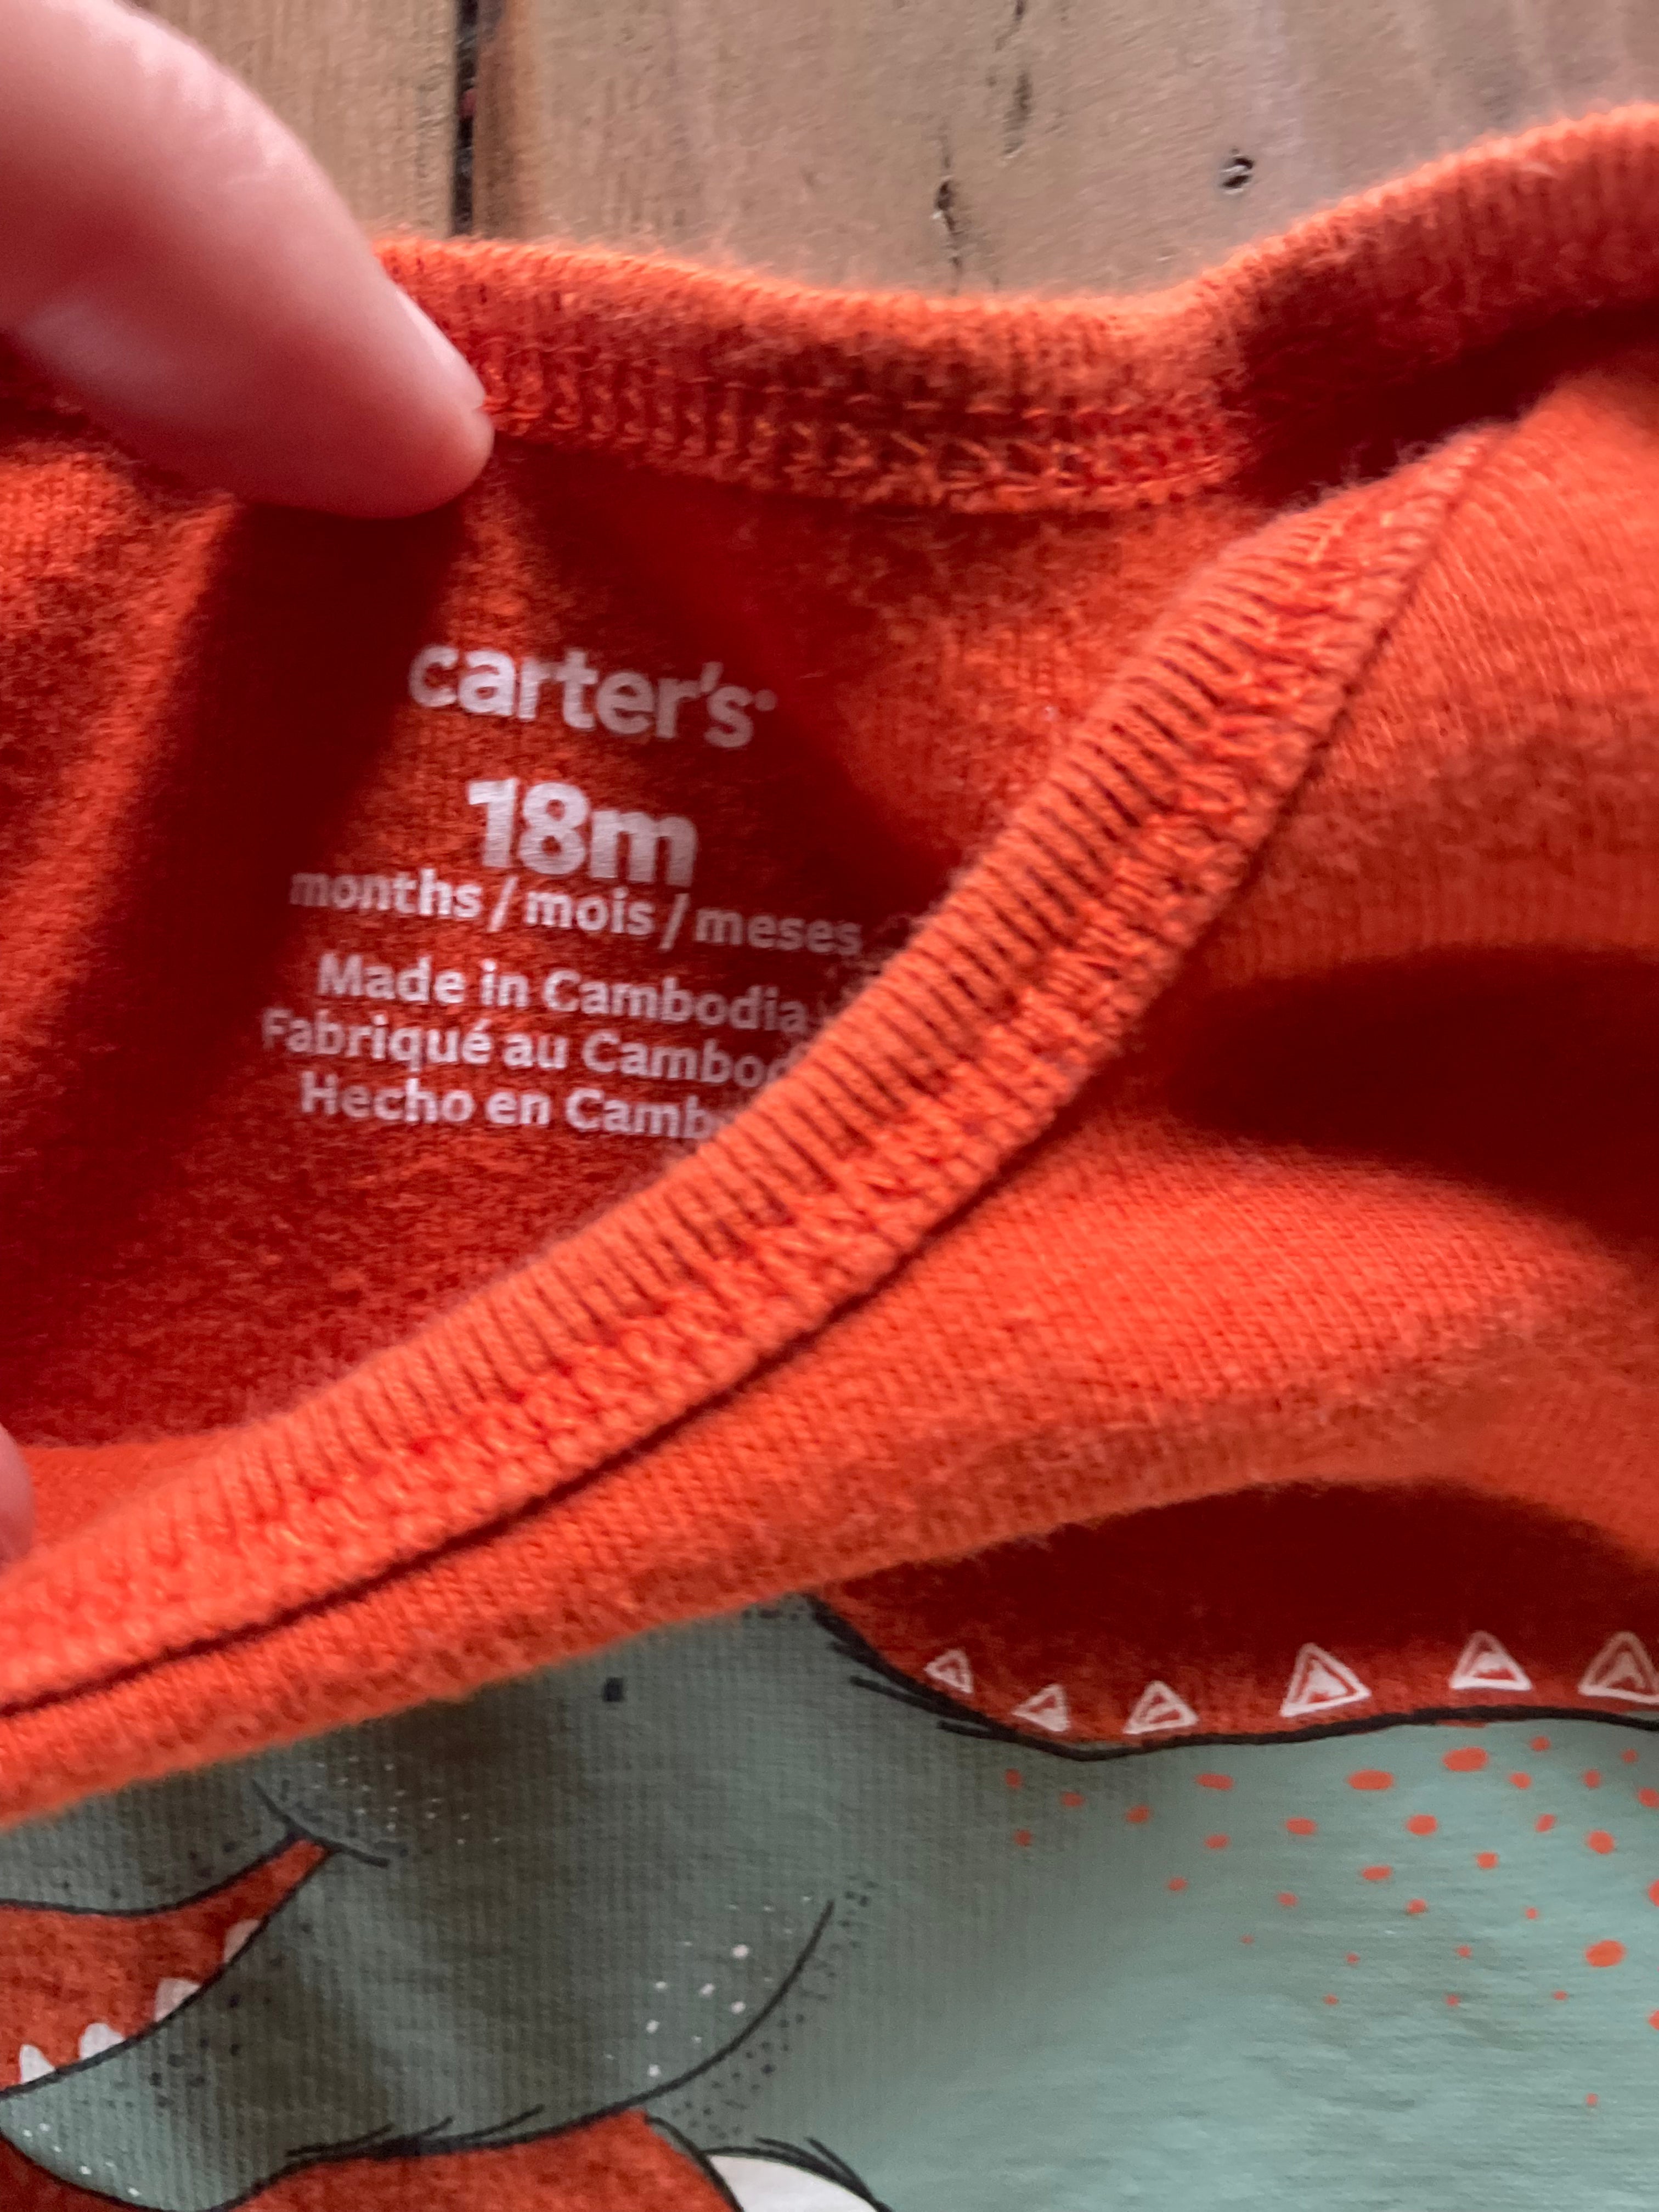 carter's
18m
months / mois / meses
Made in Cambodia
Fabriqué au
Hecho en